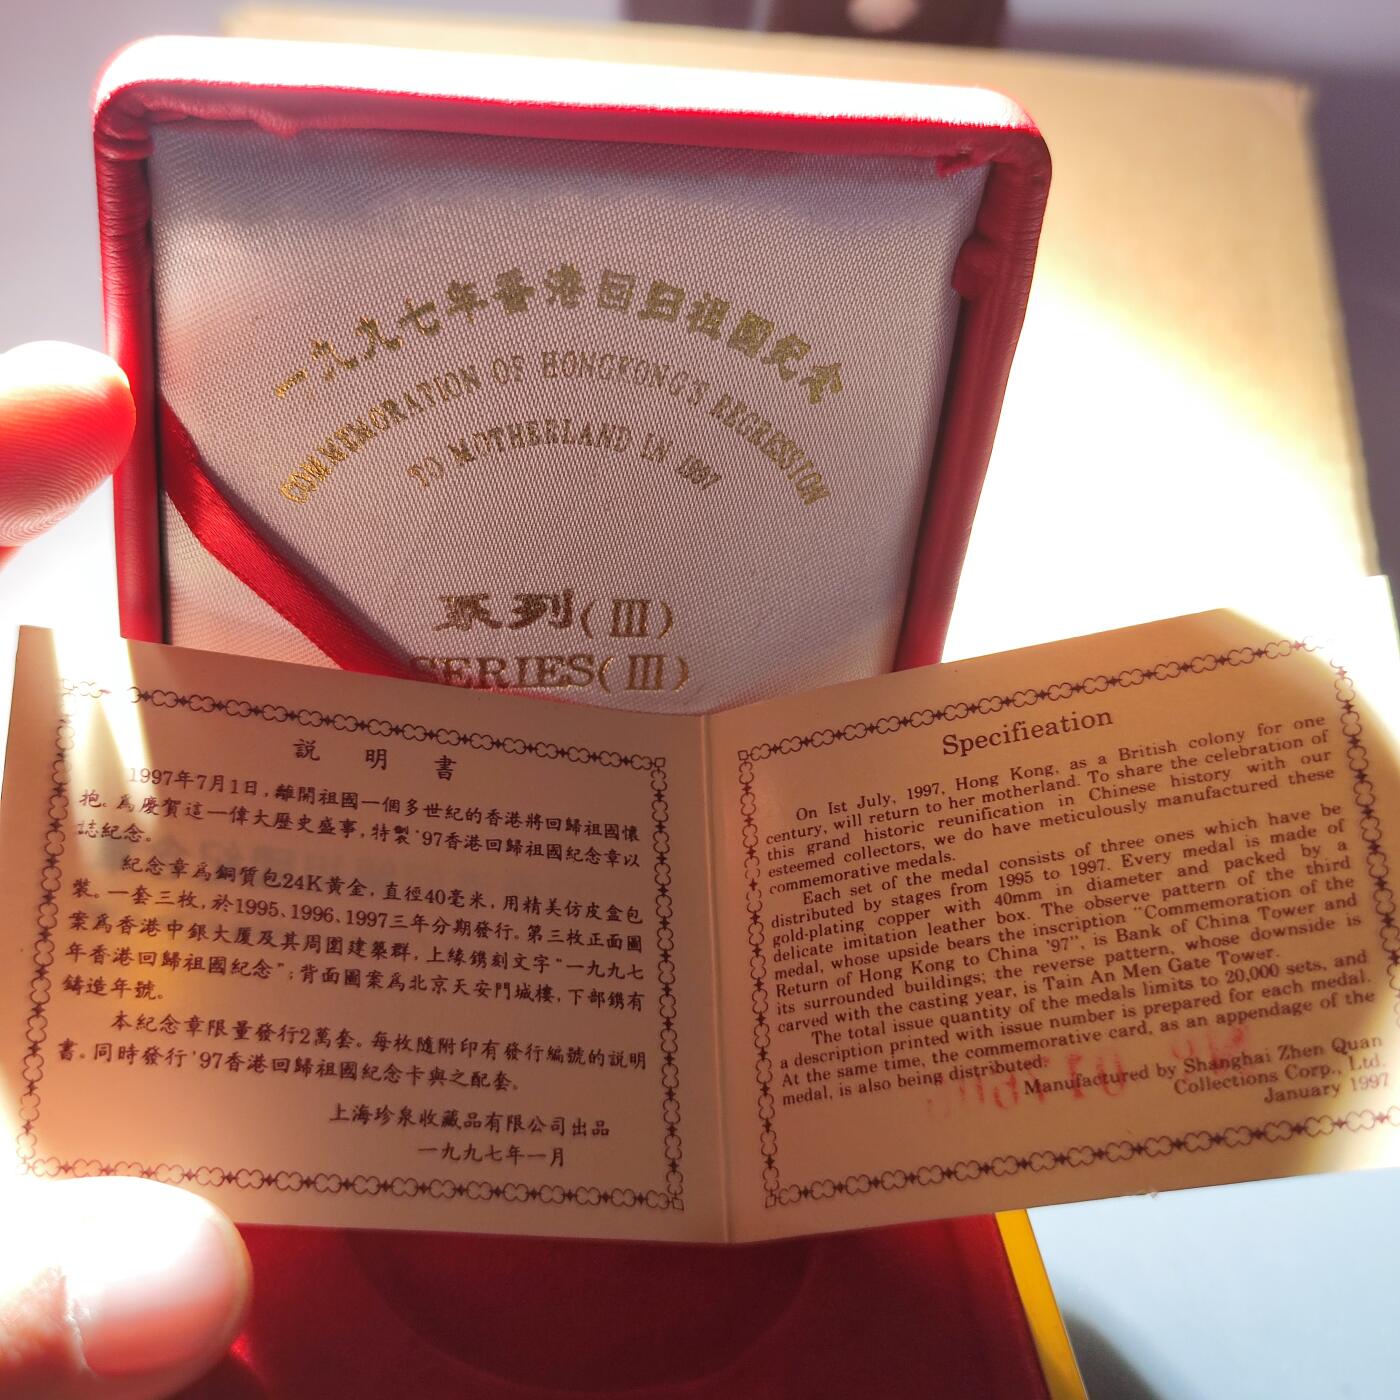 一九九七年香港回归祖國纪念
COMMEMORATION OF HONGKONG'S REGRESSION
TO MOTHERLAND IN 1997
系列(Ⅲ)
SERIES(Ⅲ)
説 明 書
1997年7月1日,離開祖國一個多世紀的香港將回歸祖國懷
抱。爲慶賀這一偉大歷史盛事,特製'97香港回歸祖國紀念章以
誌紀念。
紀念章爲銅質包24K黃金,直徑40毫米,用精美仿皮盒包
裝。一套三枚,於1995、1996、1997三年分期發行。第三枚正面圖
案爲香港中銀大厦及其周圍建築群,上緣鎸刻文字“一九九七
年香港回歸祖國紀念”;背面圖案爲北京天安門城樓,下部鎸有
鑄造年號。
本紀念章限量發行2萬套。每枚隨附印有發行編號的説明
書。同時發行'97香港回歸祖國紀念卡與之配套。
上海珍泉收藏品有限公司出品
一九九七年一月
Specifieation
On Ist July, 1997, Hong Kong, as a British colony for one
century, will return to her motherland. To share the celebration of
this grand historic reunification in Chinese history with our
esteemed collectors, we do have meticulously manufactured these
commemorative medals.
Each set of the medal consists of three ones which have be
distributed by stages from 1995 to 1997. Every medal is made of
gold-plating copper with 40mm in diameter and packed by a
delicate imitation leather box. The observe pattern of the third
medal, whose upside bears the inscription "Commemoration of the
Return of Hong Kong to China '97", is Bank of China Tower and
its surrounded buildings; the reverse pattern, whose downside is
carved with the casting year, is Tain An Men Gate Tower.
The total issue quantity of the medals limits to 20,000 sets, and
a description printed with issue number is prepared for each medal.
At the same time, the commemorative card, as an appendage of the
medal, is also being distributed.
Manufactured by Shanghai Zhen Quan
Collections Corp., Ltd.
January 1997